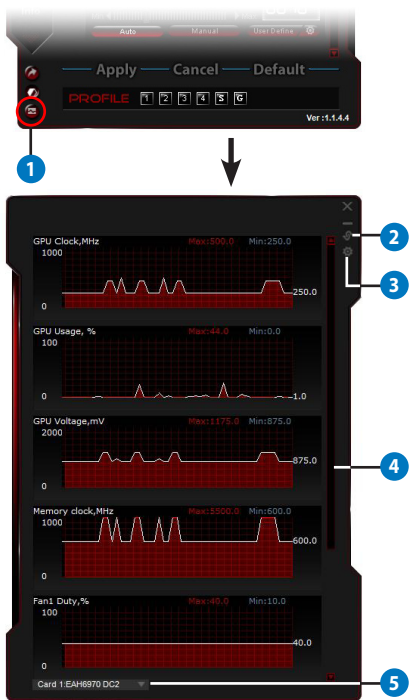 Auto Manual User Define
Apply Cancel Default
PROFILE 1 2 3 4 S G
Ver :1.1.4.4
1
2
3
GPU Clock,MHz Max:500.0 Min:250.0
1000
250.0
0
GPU Usage, % Max:44.0 Min:0.0
100
1.0
0
GPU Voltage,mV Max:1175.0 Min:875.0
2000
875.0
0
4
Memory clock,MHz Max:5500.0 Min:600.0
1000
600.0
0
Fan1 Duty,% Max:40.0 Min:10.0
100
40.0
0
Card 1:EAH6970 DC2
5